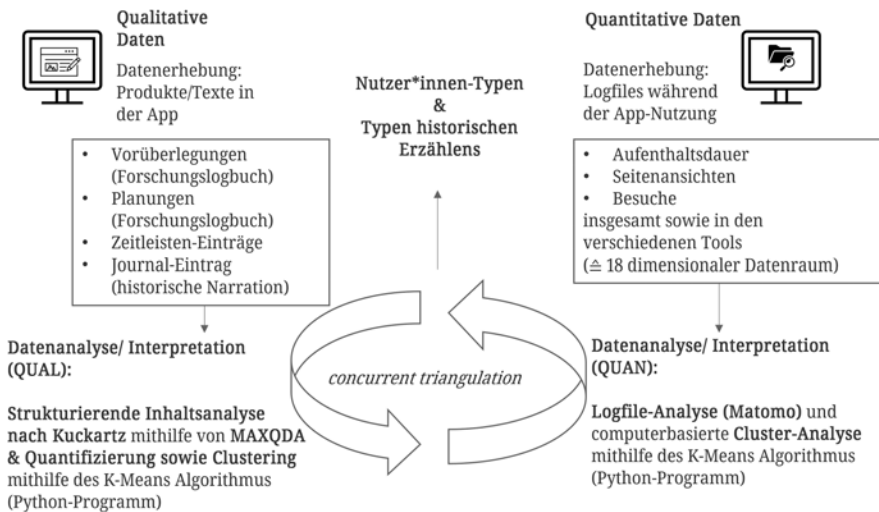 Qualitative
Daten
Datenerhebung:
Produkte/Texte in
der App
• Vorüberlegungen
(Forschungslogbuch)
• Planungen
(Forschungslogbuch)
• Zeitleisten-Einträge
• Journal-Eintrag
(historische Narration)
Datenanalyse/ Interpretation
(QUAL):
Strukturierende Inhaltsanalyse
nach Kuckartz mithilfe von MAXQDA
& Quantifizierung sowie Clustering
mithilfe des K-Means Algorithmus
(Python-Programm)
Nutzer*innen-Typen
&
Typen historischen
Erzählens
concurrent triangulation
Quantitative Daten
Datenerhebung:
Logfiles während
der App-Nutzung
• Aufenthaltsdauer
• Seitenansichten
• Besuche
insgesamt sowie in den
verschiedenen Tools
(≙ 18 dimensionaler Datenraum)
Datenanalyse/ Interpretation
(QUAN):
Logfile-Analyse (Matomo) und
computerbasierte Cluster-Analyse
mithilfe des K-Means Algorithmus
(Python-Programm)